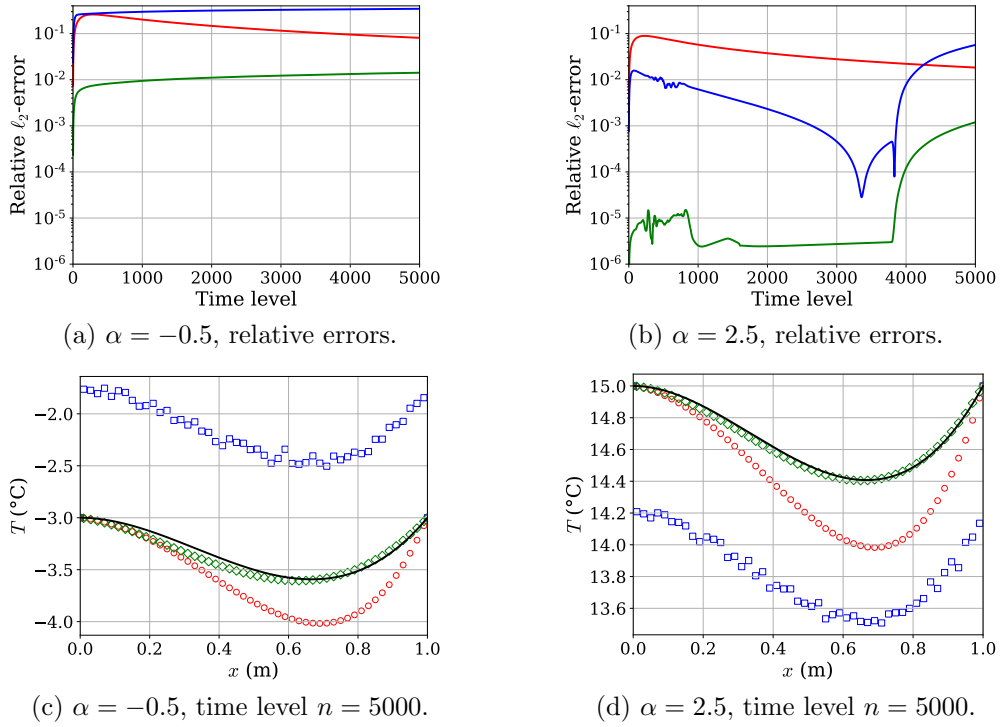 Relative ℓ₂-error
10⁻¹
10⁻²
10⁻³
10⁻⁴
10⁻⁵
10⁻⁶
0 1000 2000 3000 4000 5000
Time level
(a) α = −0.5, relative errors.
Relative ℓ₂-error
10⁻¹
10⁻²
10⁻³
10⁻⁴
10⁻⁵
10⁻⁶
0 1000 2000 3000 4000 5000
Time level
(b) α = 2.5, relative errors.
T (°C)
−2.0
−2.5
−3.0
−3.5
−4.0
0.0 0.2 0.4 0.6 0.8 1.0
x (m)
(c) α = −0.5, time level n = 5000.
T (°C)
15.0
14.8
14.6
14.4
14.2
14.0
13.8
13.6
0.0 0.2 0.4 0.6 0.8 1.0
x (m)
(d) α = 2.5, time level n = 5000.